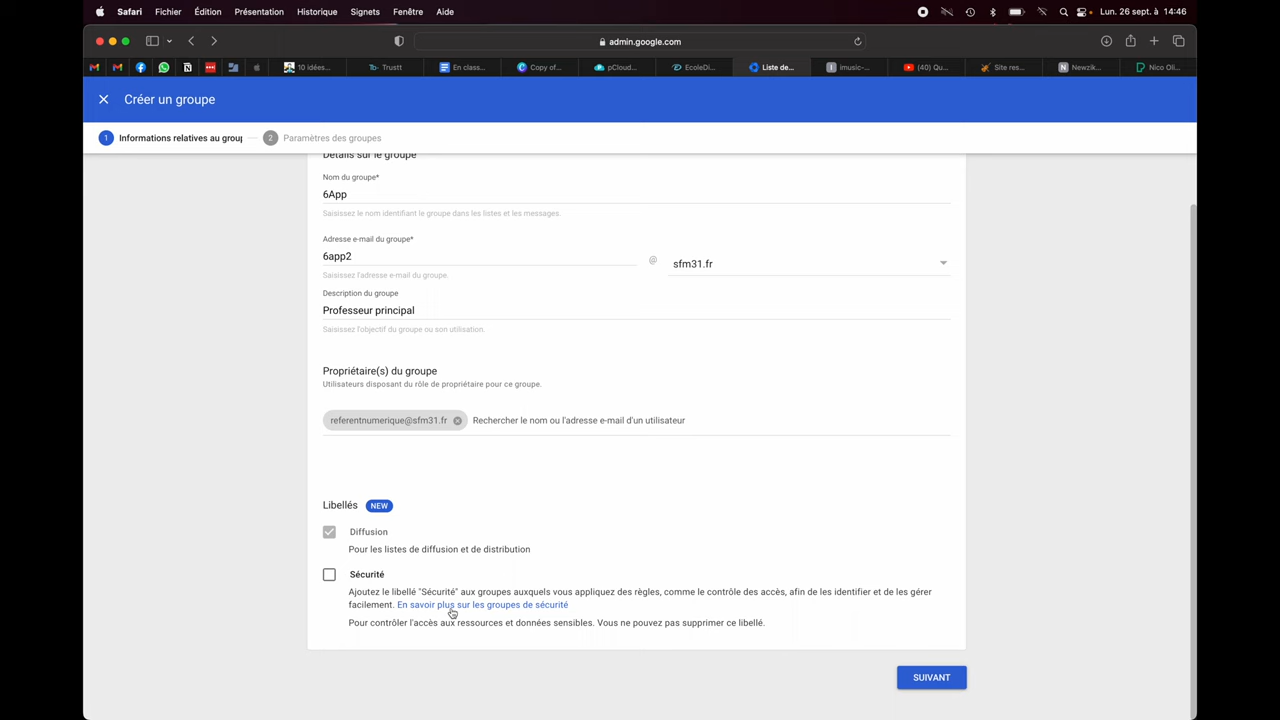 Safari Fichier Édition Présentation Historique Signets Fenêtre Aide Lun. 26 sept. à 14:46
admin.google.com
10 idées... Trustt En class... Copy of... pCloud... EcoleDi... Liste de... imusic-... (40) Qu... Site res... Newzik... Nico Oli...
Créer un groupe
1 Informations relatives au group 2 Paramètres des groupes
Détails sur le groupe
Nom du groupe*
6App
Saisissez le nom identifiant le groupe dans les listes et les messages.
Adresse e-mail du groupe*
6app2 @ sfm31.fr
Saisissez l'adresse e-mail du groupe
Description du groupe
Professeur principal
Saisissez l'objectif du groupe ou son utilisation.
Propriétaire(s) du groupe
Utilisateurs disposant du rôle de propriétaire pour ce groupe.
referentnumerique@sfm31.fr Rechercher le nom ou l'adresse e-mail d'un utilisateur
Libellés NEW
Diffusion
Pour les listes de diffusion et de distribution
Sécurité
Ajoutez le libellé "Sécurité" aux groupes auxquels vous appliquez des règles, comme le contrôle des accès, afin de les identifier et de les gérer
facilement. En savoir plus sur les groupes de sécurité
Pour contrôler l'accès aux ressources et données sensibles. Vous ne pouvez pas supprimer ce libellé.
SUIVANT